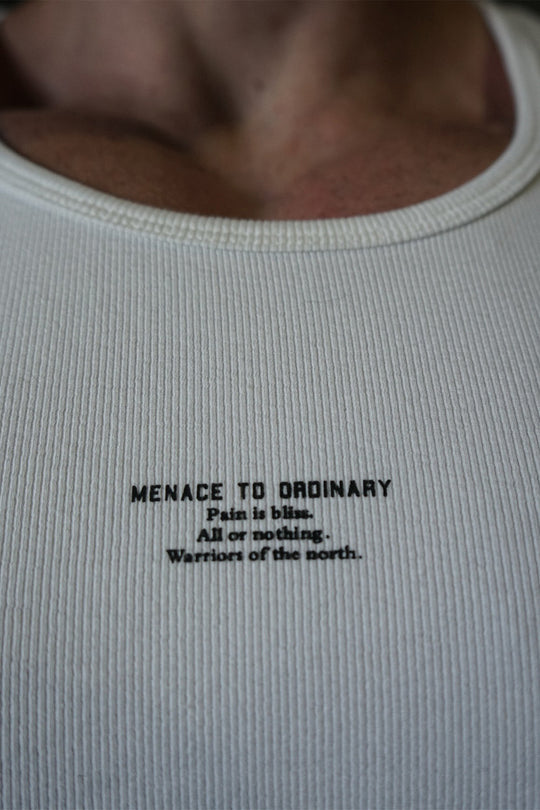 MENACE TO ORDINARY
Pain is bliss.
All or nothing.
Warriors of the north.